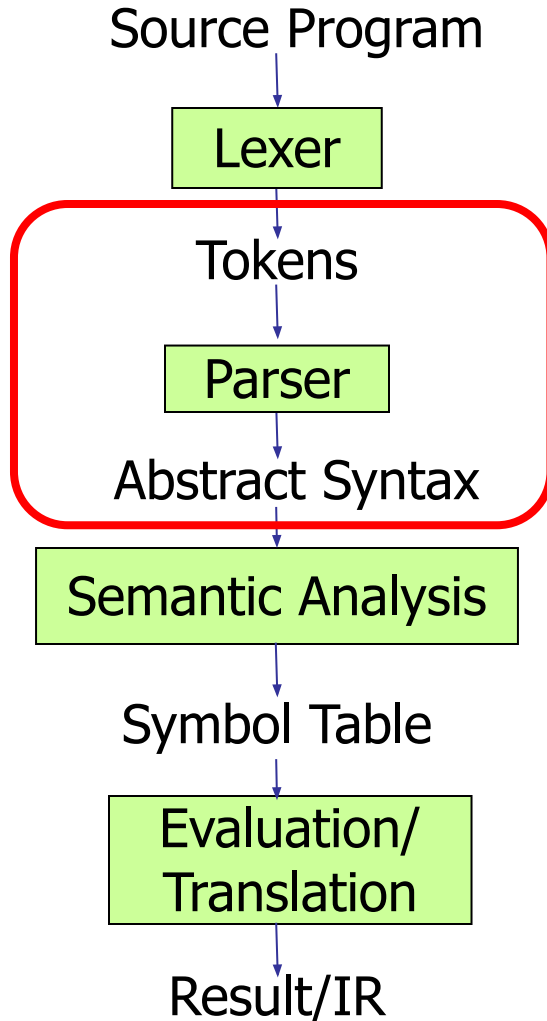 Source Program
Lexer
Tokens
Parser
Abstract Syntax
Semantic Analysis
Symbol Table
Evaluation/
Translation
Result/IR